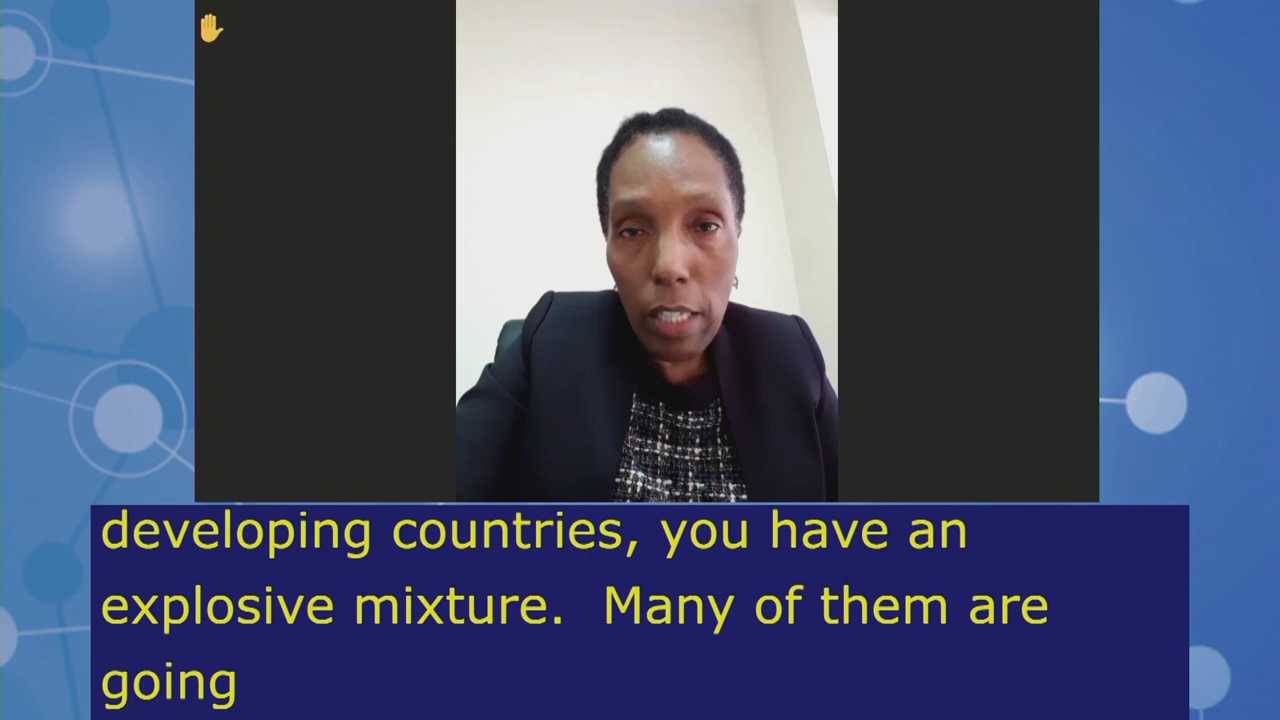 developing countries, you have an
explosive mixture.  Many of them are
going